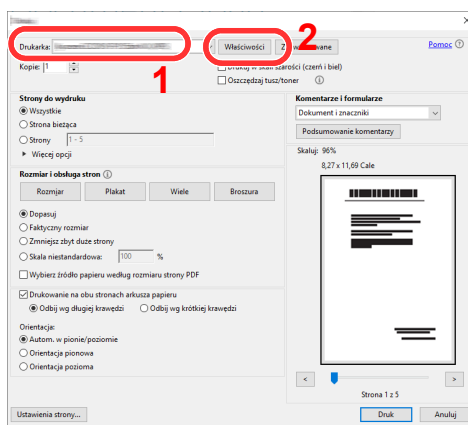 Drukarka:
Właściwości
2
Pomoc
Kopie: 1
1
Drukuj w skali szarości (czerń i biel)
Oszczędzaj tusz/toner
Strony do wydruku
Wszystkie
Strona bieżąca
Strony 1 - 5
Więcej opcji
Komentarze i formularze
Dokument i znaczniki
Podsumowanie komentarzy
Skaluj: 96%
8,27 x 11,69 Cale
Rozmiar i obsługa stron
Rozmiar Plakat Wiele Broszura
Dopasuj
Faktyczny rozmiar
Zmniejsz zbyt duże strony
Skala niestandardowa: 100 %
Wybierz źródło papieru według rozmiaru strony PDF
Drukowanie na obu stronach arkusza papieru
Odbij wg długiej krawędzi Odbij wg krótkiej krawędzi
Orientacja:
Autom. w pionie/poziomie
Orientacja pionowa
Orientacja pozioma
< >
Strona 1 z 5
Ustawienia strony... Druk Anuluj